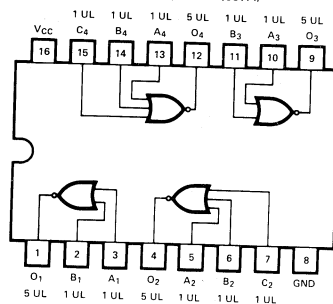 1 UL 1 UL 1 UL 5 UL 1 UL 1 UL 5 UL
VCC C4 B4 A4 O4 B3 A3 O3
16 15 14 13 12 11 10 9
1 2 3 4 5 6 7 8
O1 B1 A1 O2 A2 B2 C2 GND
5 UL 1 UL 1 UL 5 UL 1 UL 1 UL 1 UL